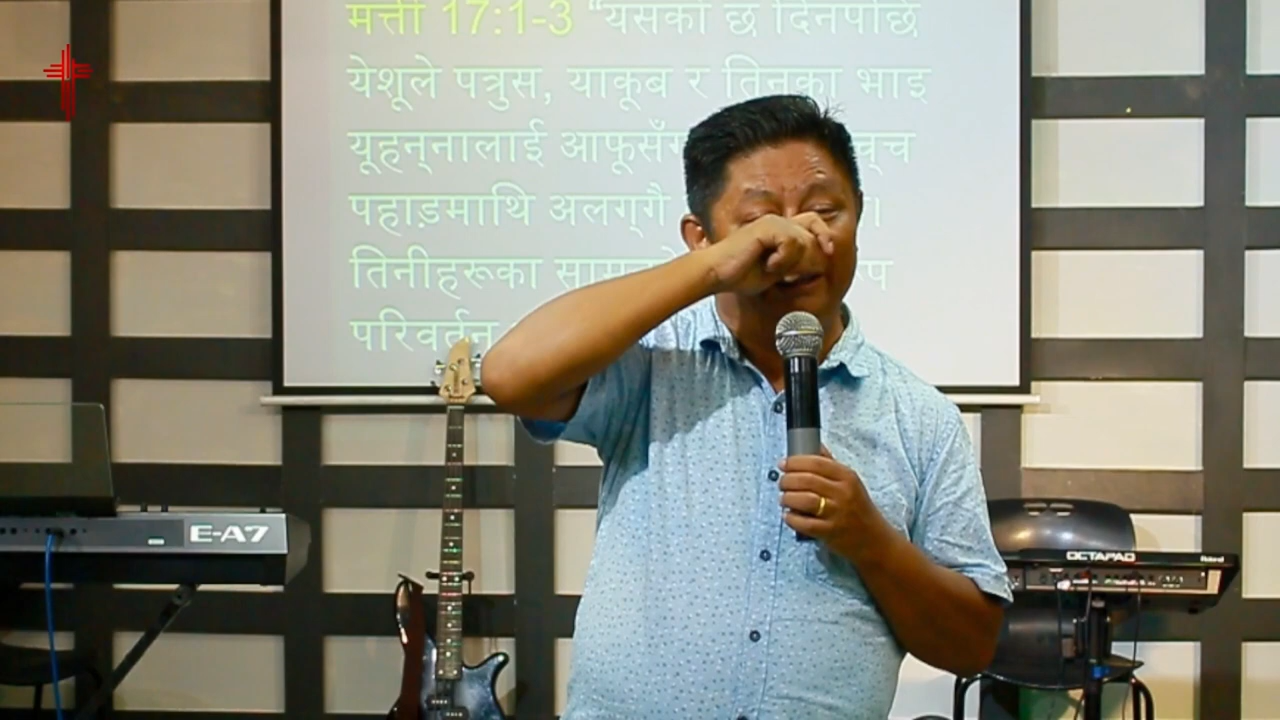 मत्ती 17:1-3 “यसको छ दिनपछि
येशूले पत्रुस, याकूब र तिनका भाइ
यूहन्‌नालाई आफूसँग
पहाड़माथि अलग्‌गै
तिनीहरूका
परिवर्तन
E-A7
OCTAPAD
Roland